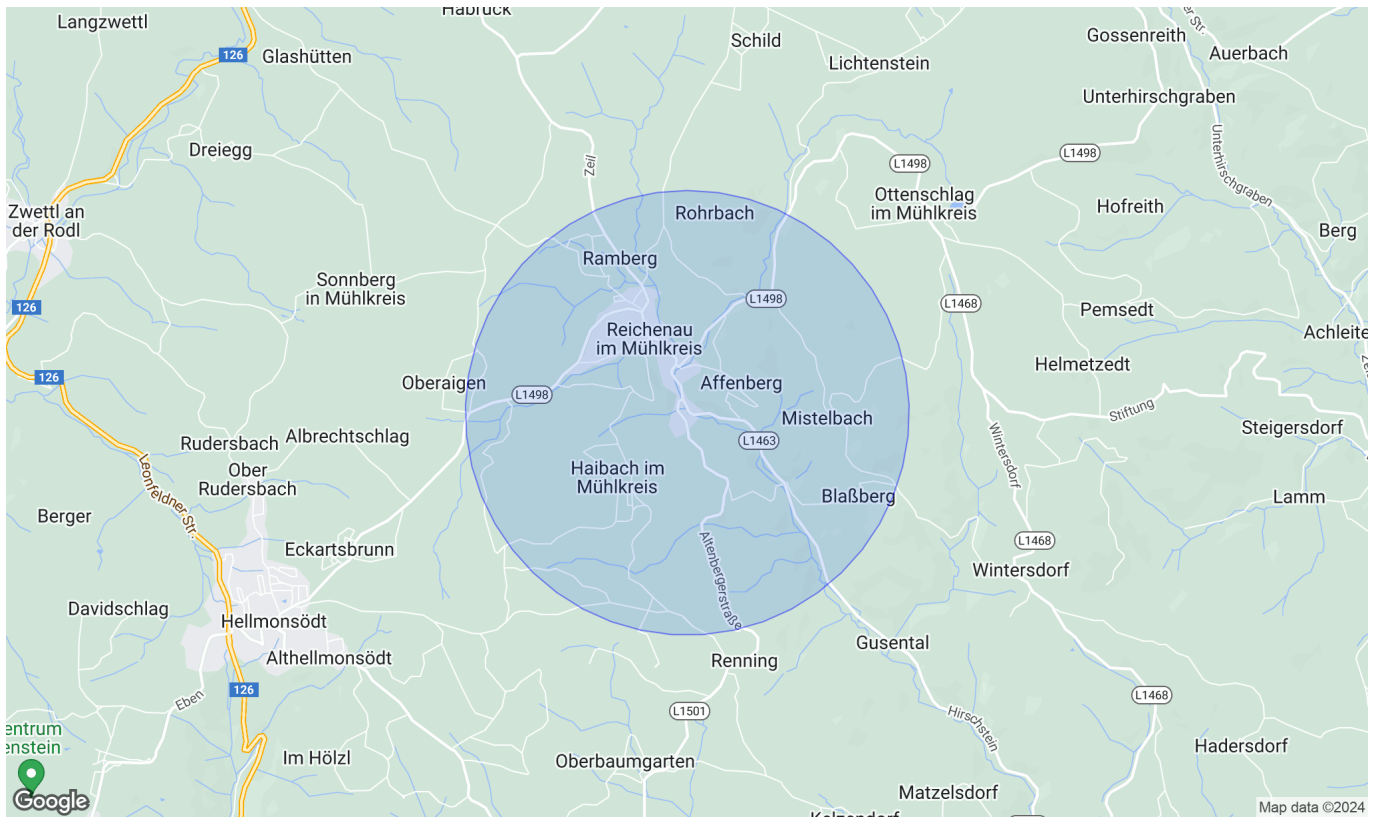 Langzwettl
Habruck
Schild
Gossenreith
Auerbach
126
Glashütten
Lichtenstein
Unterhirschgraben
Dreiegg
Zeil
L1498
L1498
Unterhirschgraben
Zwettl an
der Rodl
Rohrbach
Ottenschlag
im Mühlkreis
Hofreith
Berg
Ramberg
Sonnberg
in Mühlkreis
126
L1498
L1468
Pemsedt
Reichenau
im Mühlkreis
Achleite
126
Oberaigen
L1498
Affenberg
Helmetzedt
Stiftung
Mistelbach
Rudersbach
Albrechtschlag
L1463
Wintersdorf
Steigersdorf
Ober
Rudersbach
Haibach im
Mühlkreis
Blaßberg
Lamm
Leonfeldner Str.
Berger
Eckartsbrunn
Altenbergerstraße
L1468
Wintersdorf
Davidschlag
Hellmonsödt
Gusental
Althellmonsödt
Renning
126
Eben
L1501
L1468
Hirschstein
entrum
enstein
Im Hölzl
Oberbaumgarten
Hadersdorf
Matzelsdorf
Google
Map data ©2024